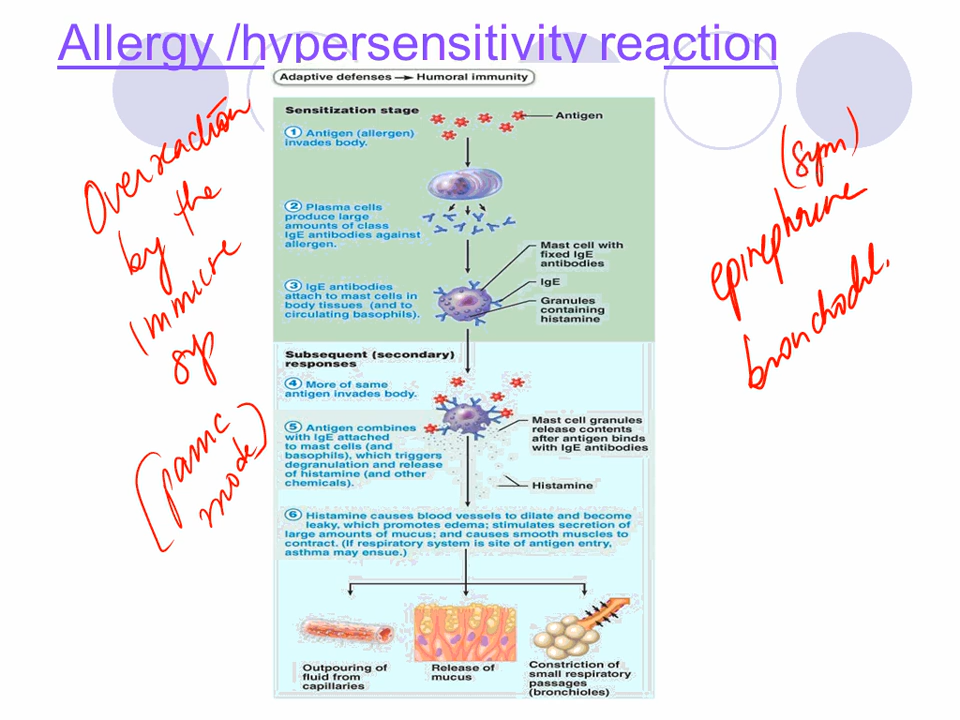 Allergy /hypersensitivity reaction
Adaptive defenses → Humoral immunity
Sensitization stage
① Antigen (allergen)
invades body.
Antigen
② Plasma cells
produce large
amounts of class
IgE antibodies against
allergen.
Mast cell with
fixed IgE
antibodies
IgE
Granules
containing
histamine
③ IgE antibodies
attach to mast cells in
body tissues (and to
circulating basophils).
Subsequent (secondary)
responses
④ More of same
antigen invades body.
⑤ Antigen combines
with IgE attached
to mast cells (and
basophils), which triggers
degranulation and release
of histamine (and other
chemicals).
Mast cell granules
release contents
after antigen binds
with IgE antibodies
Histamine
⑥ Histamine causes blood vessels to dilate and become
leaky, which promotes edema; stimulates secretion of
large amounts of mucus; and causes smooth muscles to
contract. (If respiratory system is site of antigen entry,
asthma may ensue.)
Outpouring of
fluid from
capillaries
Release of
mucus
Constriction of
small respiratory
passages
(bronchioles)
Overreaction
by the
immune
[panic
mode]
(sym)
epinephrine
bronchodil.